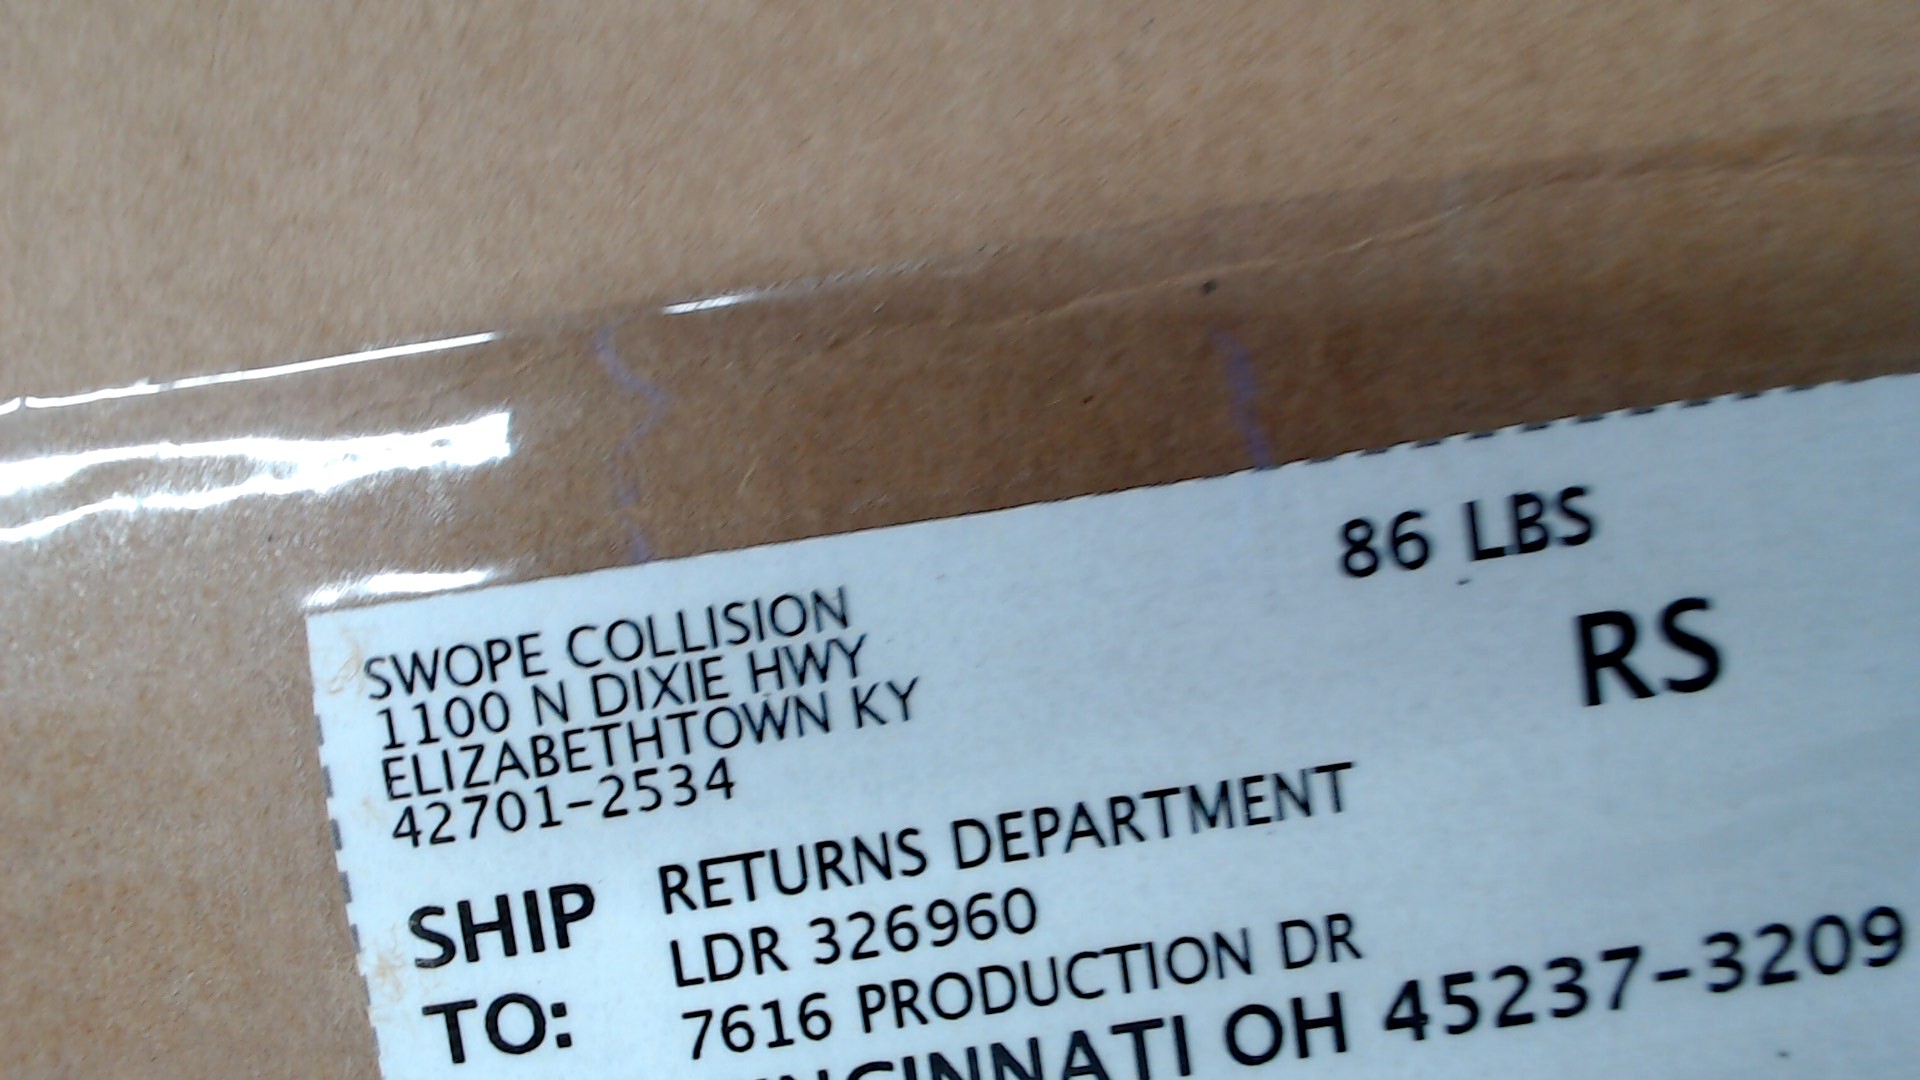 SWOPE COLLISION
1100 N DIXIE HWY
ELIZABETHTOWN KY
42701-2534
86 LBS
RS
SHIP
TO:
RETURNS DEPARTMENT
LDR 326960
7616 PRODUCTION DR
CINCINNATI OH 45237-3209